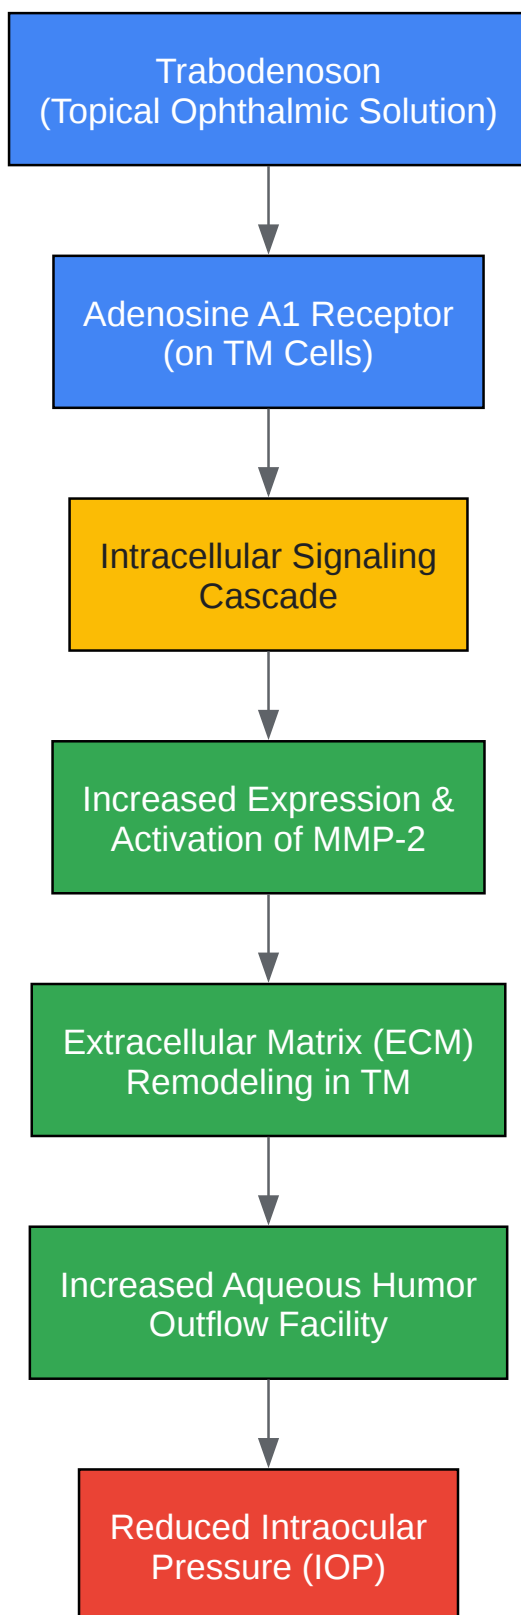 Trabodenoson
(Topical Ophthalmic Solution)
Adenosine A1 Receptor
(on TM Cells)
Intracellular Signaling
Cascade
Increased Expression &
Activation of MMP-2
Extracellular Matrix (ECM)
Remodeling in TM
Increased Aqueous Humor
Outflow Facility
Reduced Intraocular
Pressure (IOP)